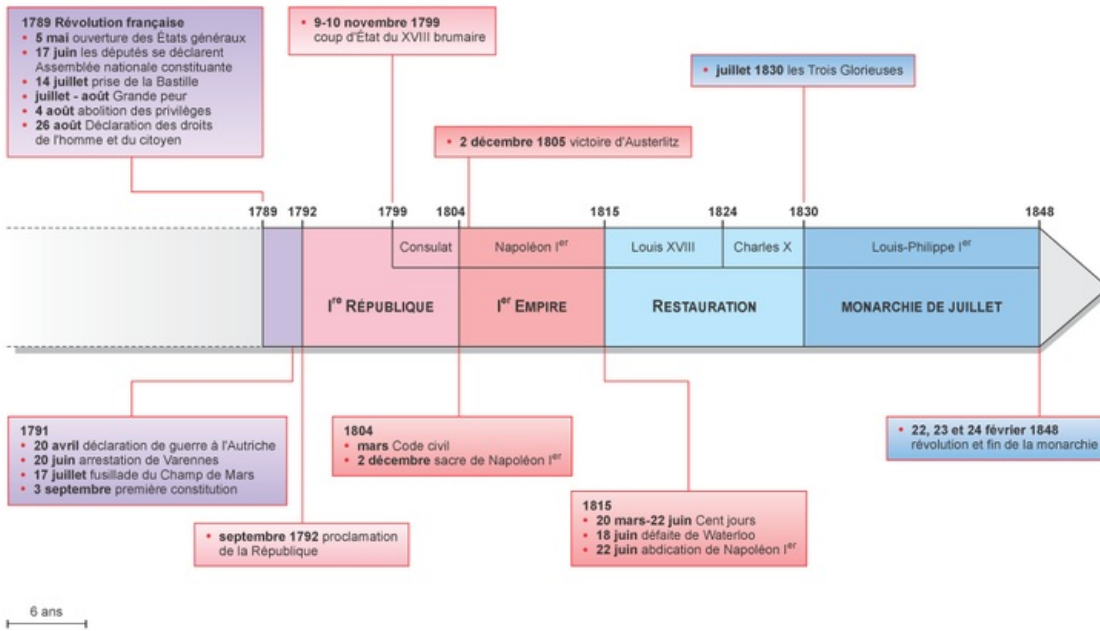 1789 Révolution française
• 5 mai ouverture des États généraux
• 17 juin les députés se déclarent
Assemblée nationale constituante
• 14 juillet prise de la Bastille
• juillet - août Grande peur
• 4 août abolition des privilèges
• 26 août Déclaration des droits
de l'homme et du citoyen
• 9-10 novembre 1799
coup d'État du XVIII brumaire
• juillet 1830 les Trois Glorieuses
• 2 décembre 1805 victoire d'Austerlitz
1789 1792 1799 1804 1815 1824 1830 1848
Consulat Napoléon Ier Louis XVIII Charles X Louis-Philippe Ier
Ire RÉPUBLIQUE Ier EMPIRE RESTAURATION MONARCHIE DE JUILLET
1791
• 20 avril déclaration de guerre à l'Autriche
• 20 juin arrestation de Varennes
• 17 juillet fusillade du Champ de Mars
• 3 septembre première constitution
1804
• mars Code civil
• 2 décembre sacre de Napoléon Ier
• 22, 23 et 24 février 1848
révolution et fin de la monarchie
• septembre 1792 proclamation
de la République
1815
• 20 mars-22 juin Cent jours
• 18 juin défaite de Waterloo
• 22 juin abdication de Napoléon Ier
6 ans